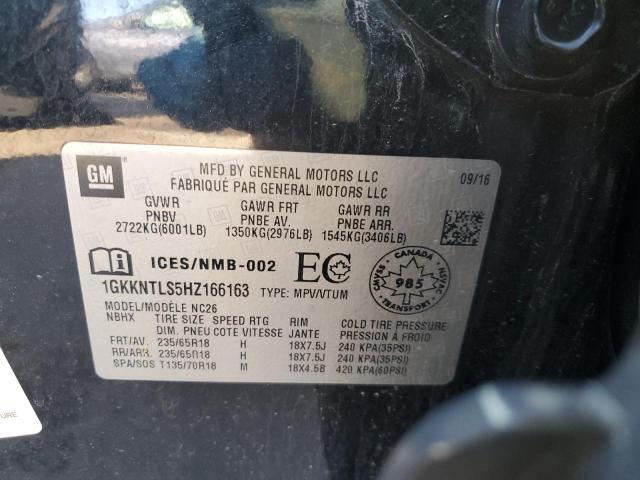 GM
MFD BY GENERAL MOTORS LLC
FABRIQUÉ PAR GENERAL MOTORS LLC
09/16
GVWR GAWR FRT GAWR RR
PNBV PNBE AV. PNBE ARR.
2722KG(6001LB) 1350KG(2976LB) 1545KG(3406LB)
ICES/NMB-002 EC
CANADA
985
TRANSPORT
1GKKNTLS5HZ166163 TYPE: MPV/VTUM
MODEL/MODÈLE NC26
NBHX TIRE SIZE SPEED RTG RIM COLD TIRE PRESSURE
DIM. PNEU COTE VITESSE JANTE PRESSION À FROID
FRT/AV. 235/65R18 H 18X7.5J 240 KPA(35PSI)
RR/ARR. 235/65R18 H 18X7.5J 240 KPA(35PSI)
SPA/SOS T135/70R18 M 18X4.5B 420 KPA(60PSI)